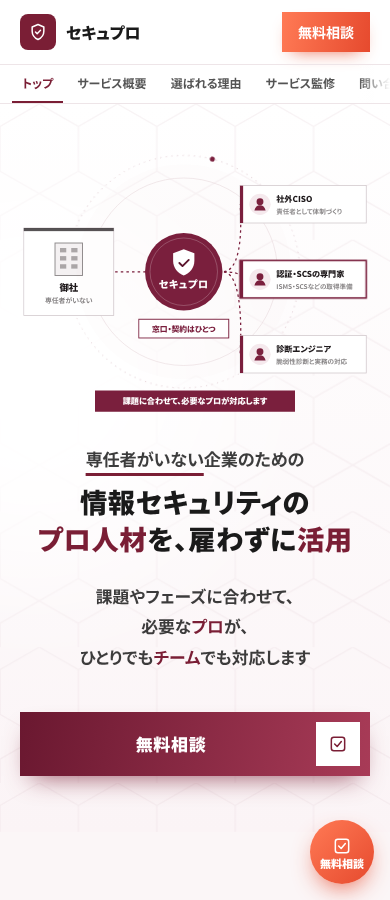 セキュプロ
無料相談
トップ サービス概要 選ばれる理由 サービス監修 問い
社外CISO
責任者として体制づくり
御社
専任者がいない
セキュプロ
認証・SCSの専門家
ISMS・SCSなどの取得準備
窓口・契約はひとつ
診断エンジニア
脆弱性診断と実務の対応
課題に合わせて、必要なプロが対応します
専任者がいない企業のための
情報セキュリティの
プロ人材を、雇わずに活用
課題やフェーズに合わせて、
必要なプロが、
ひとりでもチームでも対応します
無料相談
無料相談